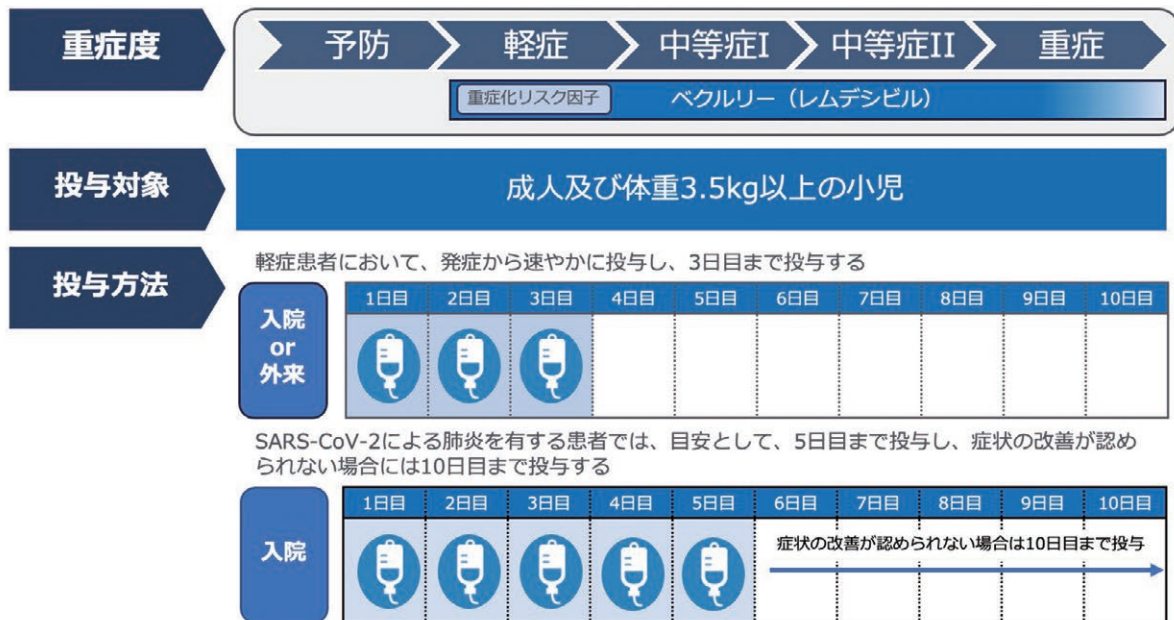 重症度
予防
軽症
中等症I
中等症II
重症
重症化リスク因子
ベクルリー（レムデシビル）
投与対象
成人及び体重3.5kg以上の小児
投与方法
軽症患者において、発症から速やかに投与し、3日目まで投与する
入院
or
外来
1日目 2日目 3日目 4日目 5日目 6日目 7日目 8日目 9日目 10日目
SARS-CoV-2による肺炎を有する患者では、目安として、5日目まで投与し、症状の改善が認め
られない場合には10日目まで投与する
入院
1日目 2日目 3日目 4日目 5日目 6日目 7日目 8日目 9日目 10日目
症状の改善が認められない場合は10日目まで投与